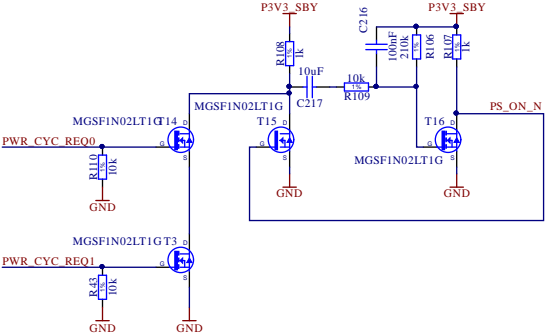 P3V3_SBY
C216
P3V3_SBY
R108
1%
1k
100nF
210k
1%
R106
R107
1%
1k
10uF
C217
10k
1%
R109
MGSF1N02LT1G
PS_ON_N
MGSF1N02LT1G
T14
D
T15
D
T16
D
PWR_CYC_REQ0
G
S
G
S
G
S
MGSF1N02LT1G
R110
1%
10k
GND
GND
GND
MGSF1N02LT1G
T3
D
PWR_CYC_REQ1
G
S
R43
1%
10k
GND
GND